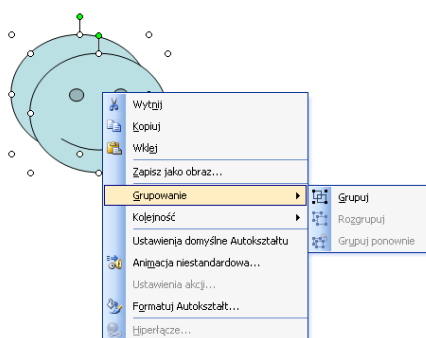 Wytnij
Kopiuj
Wklej
Zapisz jako obraz...
Grupowanie
Grupuj
Kolejność
Rozgrupuj
Ustawienia domyślne Autokształtu
Grupuj ponownie
Animacja niestandardowa...
Ustawienia akcji...
Formatuj Autokształt...
Hiperłącze...